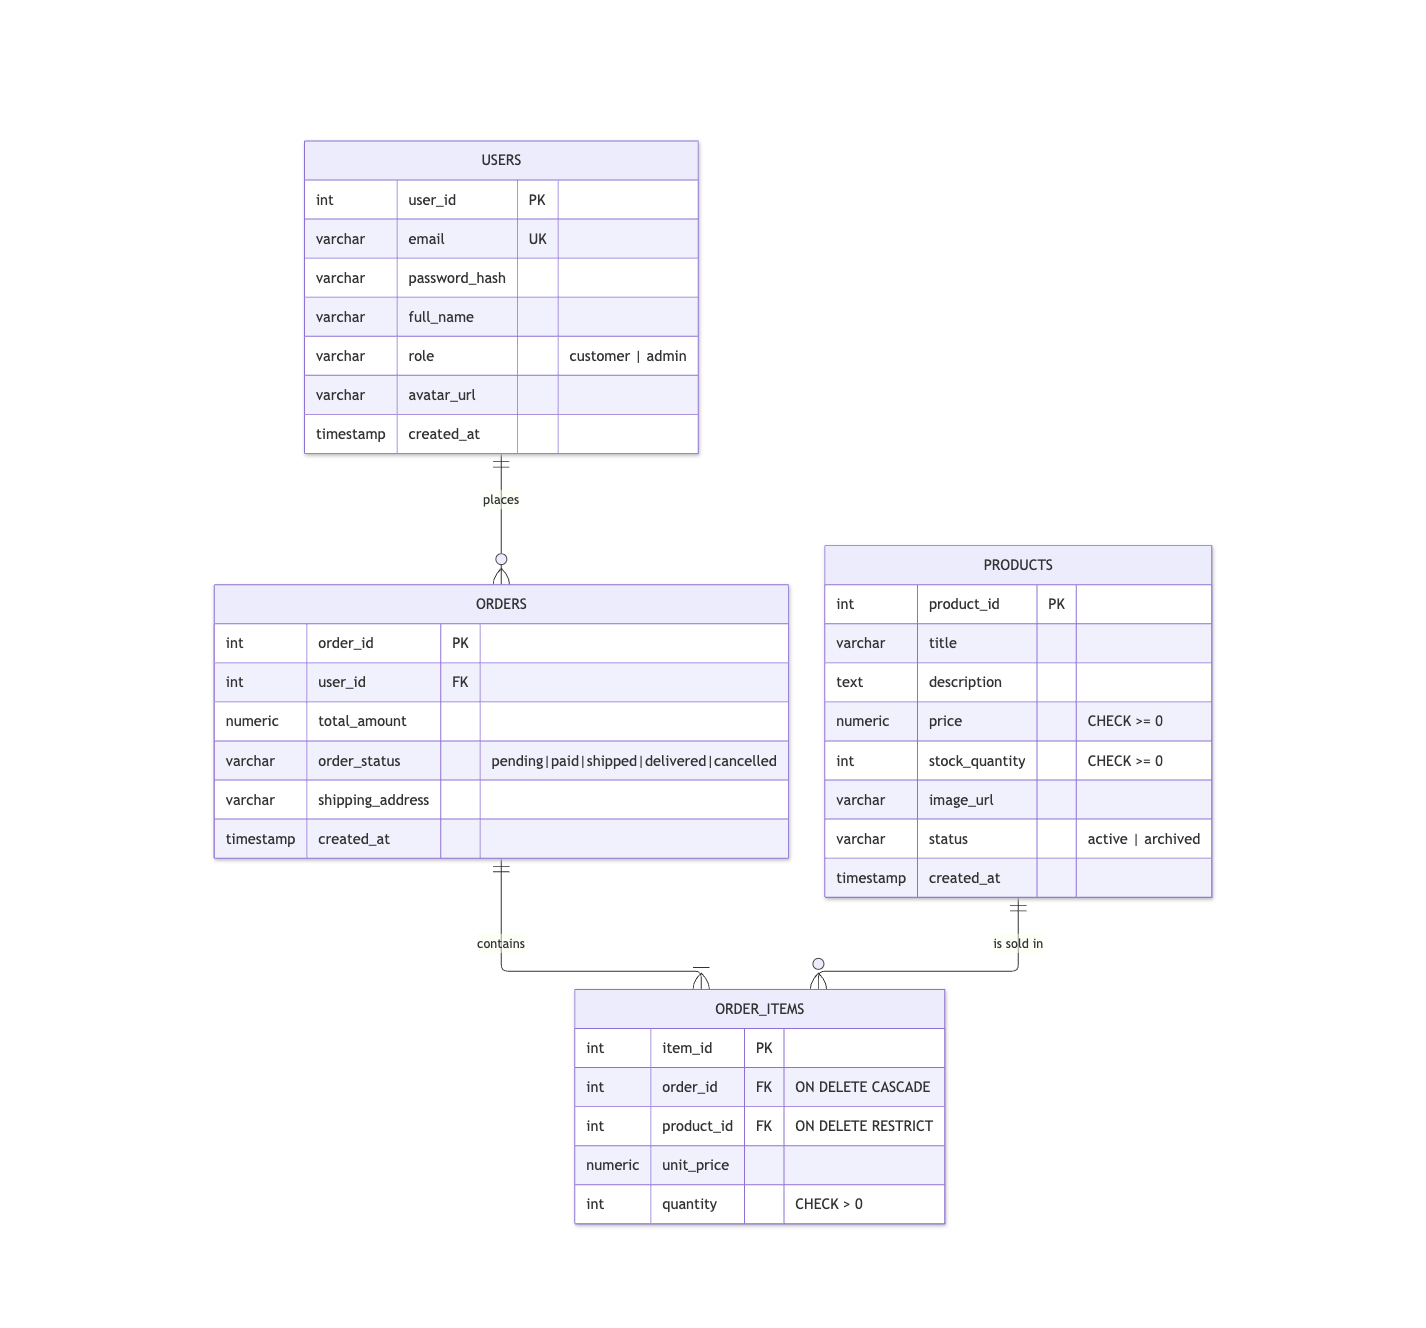 USERS
int user_id PK
varchar email UK
varchar password_hash
varchar full_name
varchar role customer | admin
varchar avatar_url
timestamp created_at
places
ORDERS
int order_id PK
int user_id FK
numeric total_amount
varchar order_status pending|paid|shipped|delivered|cancelled
varchar shipping_address
timestamp created_at
PRODUCTS
int product_id PK
varchar title
text description
numeric price CHECK >= 0
int stock_quantity CHECK >= 0
varchar image_url
varchar status active | archived
timestamp created_at
contains
is sold in
ORDER_ITEMS
int item_id PK
int order_id FK ON DELETE CASCADE
int product_id FK ON DELETE RESTRICT
numeric unit_price
int quantity CHECK > 0